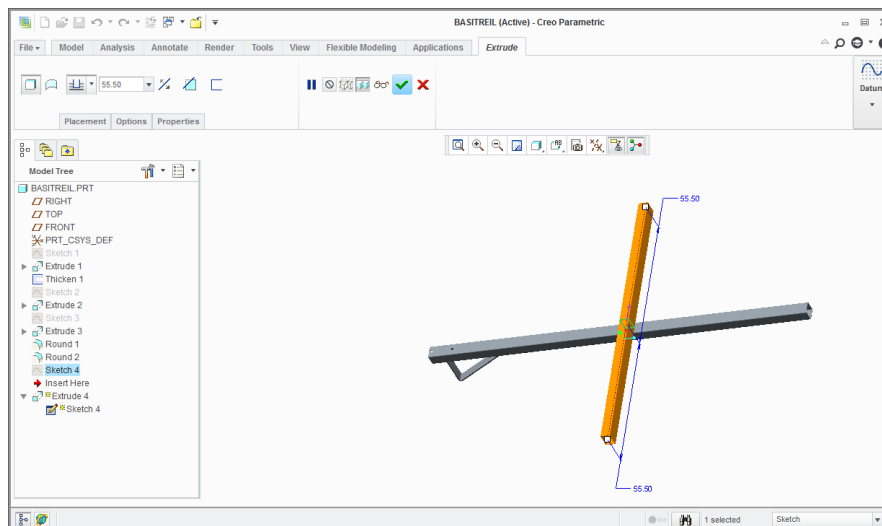 BASITREIL (Active) - Creo Parametric
File Model Analysis Annotate Render Tools View Flexible Modeling Applications Extrude
55.50
Datum
Placement Options Properties
Model Tree
BASITREIL.PRT
RIGHT
TOP
FRONT
PRT_CSYS_DEF
Sketch 1
Extrude 1
Thicken 1
Sketch 2
Extrude 2
Sketch 3
Extrude 3
Round 1
Round 2
Sketch 4
Insert Here
Extrude 4
Sketch 4
55.50
55.50
1 selected
Sketch